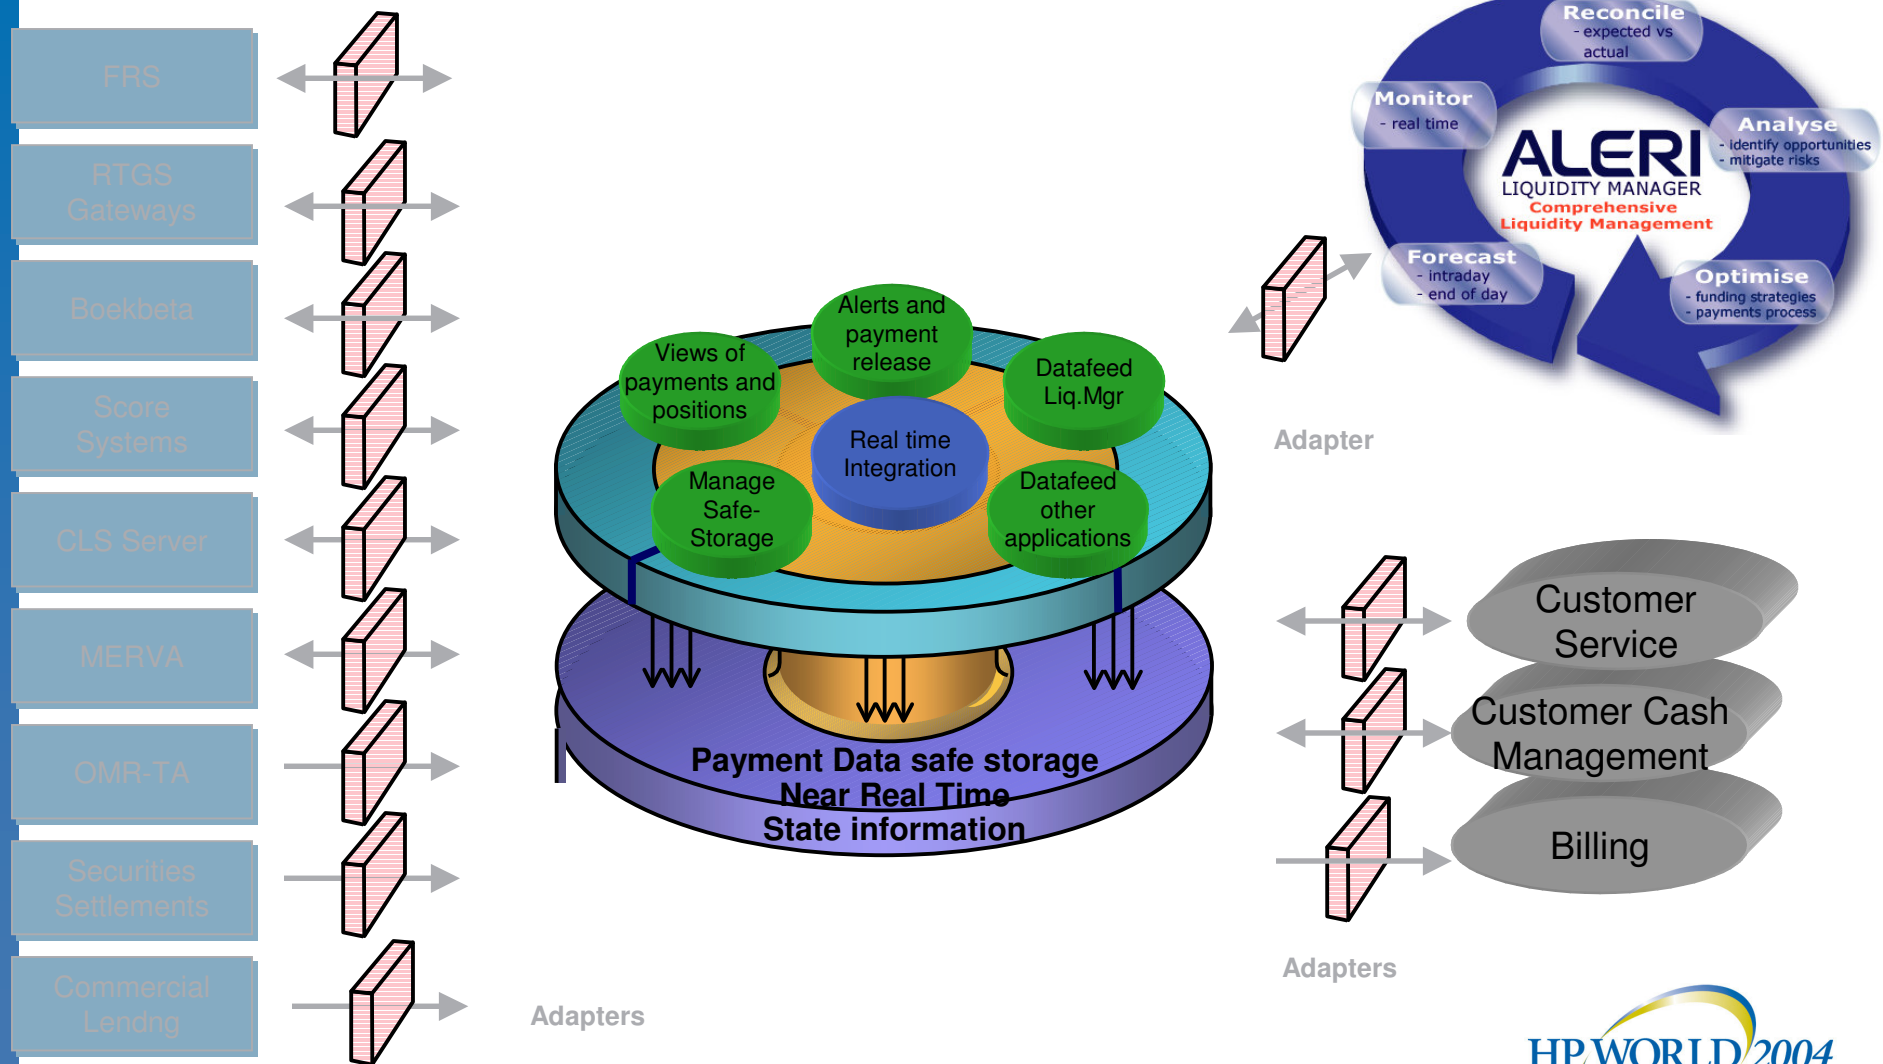 FRS
RTGS
Gateways
Boekbeta
Score
Systems
CLS Server
MERVA
OMR-TA
Securities
Settlements
Commercial
Lendng
Adapters
Views of
payments and
positions
Alerts and
payment
release
Datafeed
Liq.Mgr
Real time
Integration
Manage
Safe-
Storage
Datafeed
other
applications
Payment Data safe storage
Near Real Time
State information
Reconcile
- expected vs
actual
Monitor
- real time
Analyse
- identify opportunities
- mitigate risks
ALERI
LIQUIDITY MANAGER
Comprehensive
Liquidity Management
Forecast
- intraday
- end of day
Optimise
- funding strategies
- payments process
Adapter
Customer
Service
Customer Cash
Management
Billing
Adapters
HP WORLD 2004